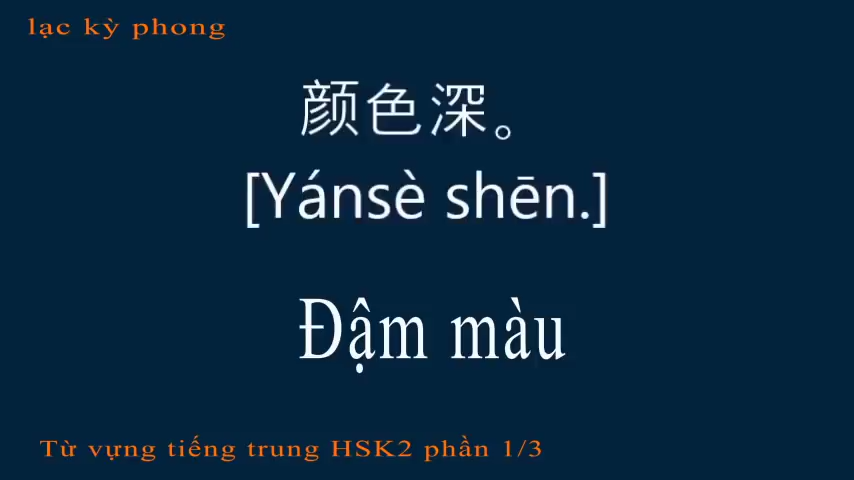 lạc kỳ phong
颜色深。
[Yánsè shēn.]
Đậm màu
Từ vựng tiếng trung HSK2 phần 1/3